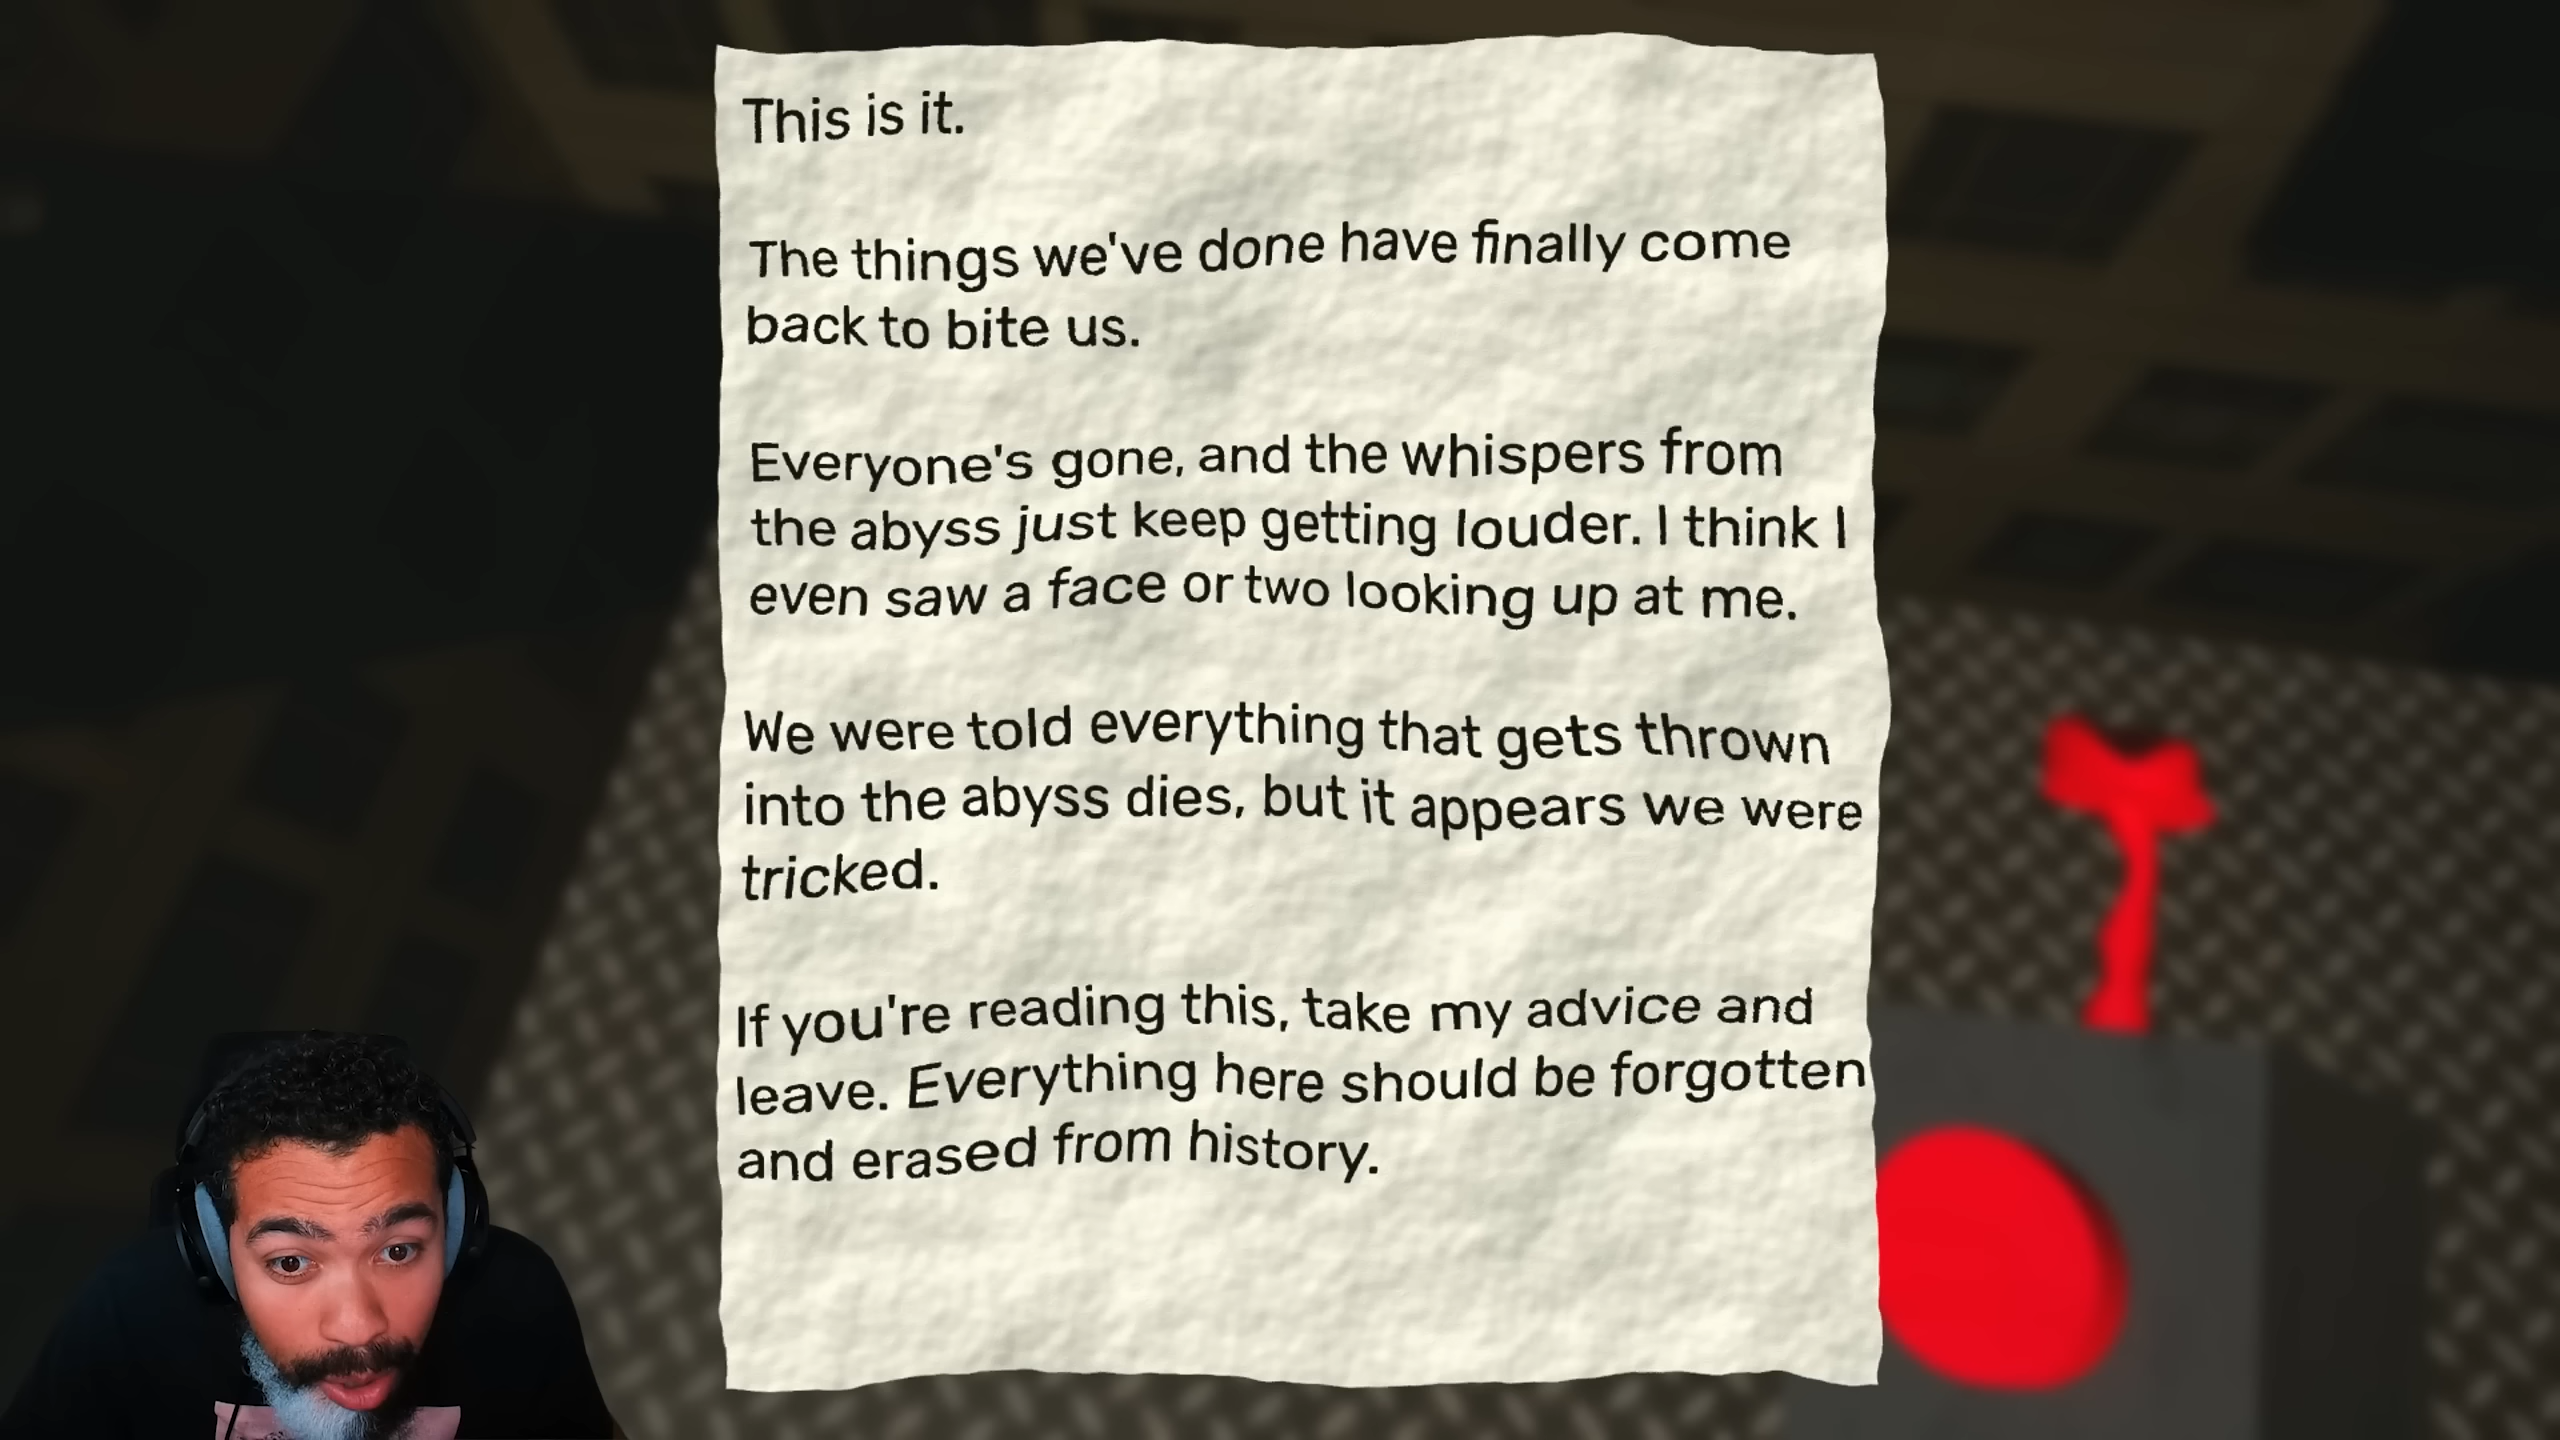 This is it.
The things we've done have finally come
back to bite us.
Everyone's gone, and the whispers from
the abyss just keep getting louder. I think I
even saw a face or two looking up at me.
We were told everything that gets thrown
into the abyss dies, but it appears we were
tricked.
If you're reading this, take my advice and
leave. Everything here should be forgotten
and erased from history.